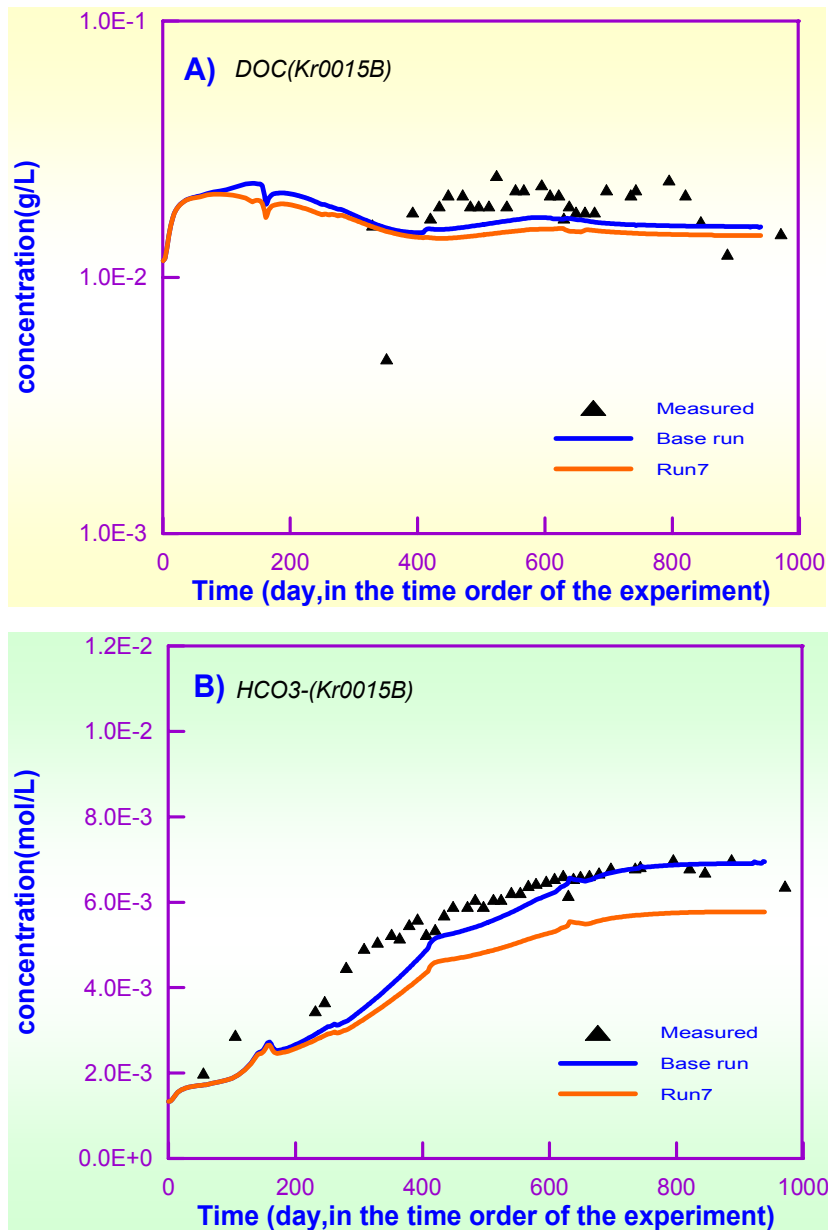 1.0E-1
A) DOC(Kr0015B)
concentration(g/L)
1.0E-2
Measured
Base run
Run7
1.0E-3
0 200 400 600 800 1000
Time (day,in the time order of the experiment)
1.2E-2
B) HCO3-(Kr0015B)
1.0E-2
concentration(mol/L)
8.0E-3
6.0E-3
4.0E-3
Measured
2.0E-3
Base run
Run7
0.0E+0
0 200 400 600 800 1000
Time (day,in the time order of the experiment)